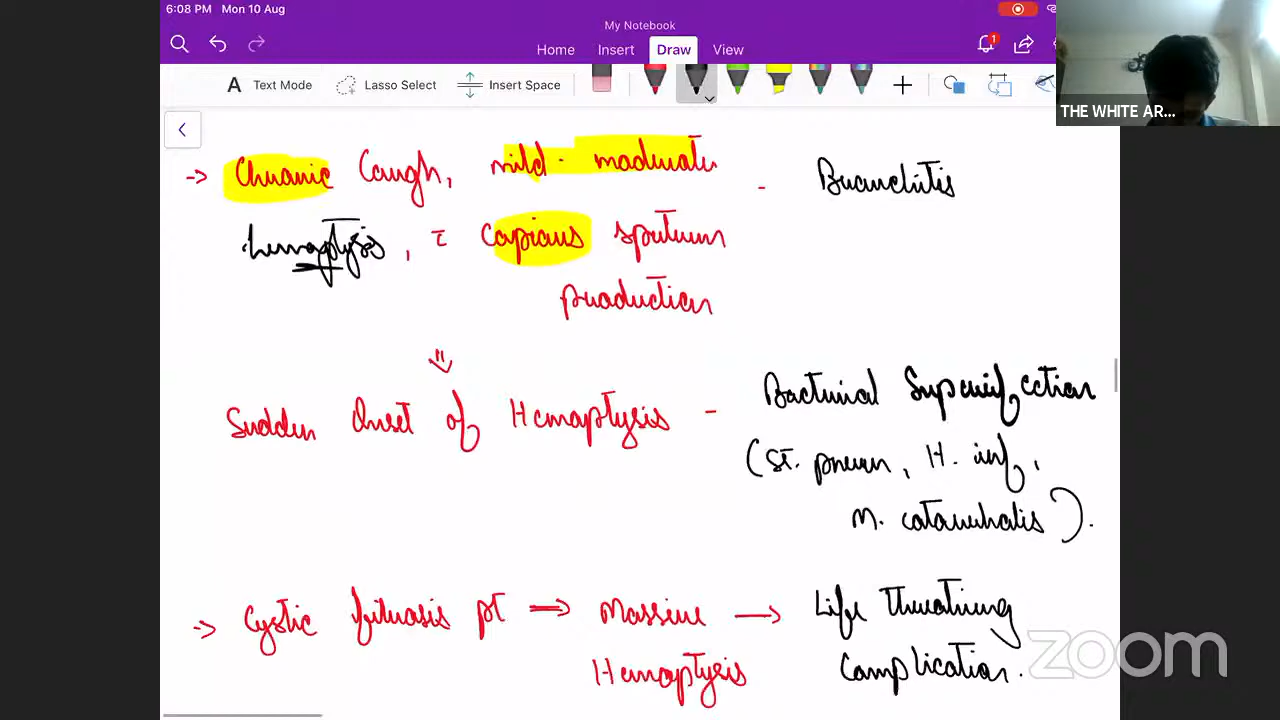 6:08 PM Mon 10 Aug
My Notebook
Home Insert Draw View
1
A Text Mode Lasso Select Insert Space
THE WHITE AR...
→ Chronic Cough, mild - moderate - Bronchitis
hemoptysis, c̄ Copious sputum
production
⇓
Sudden Onset of Hemoptysis - Bacterial Superinfection
(St. pneum, H. inf,
M. catarrhalis).
→ Cystic fibrosis pt → Massive → Life threatning
Hemoptysis Complication.
zoom